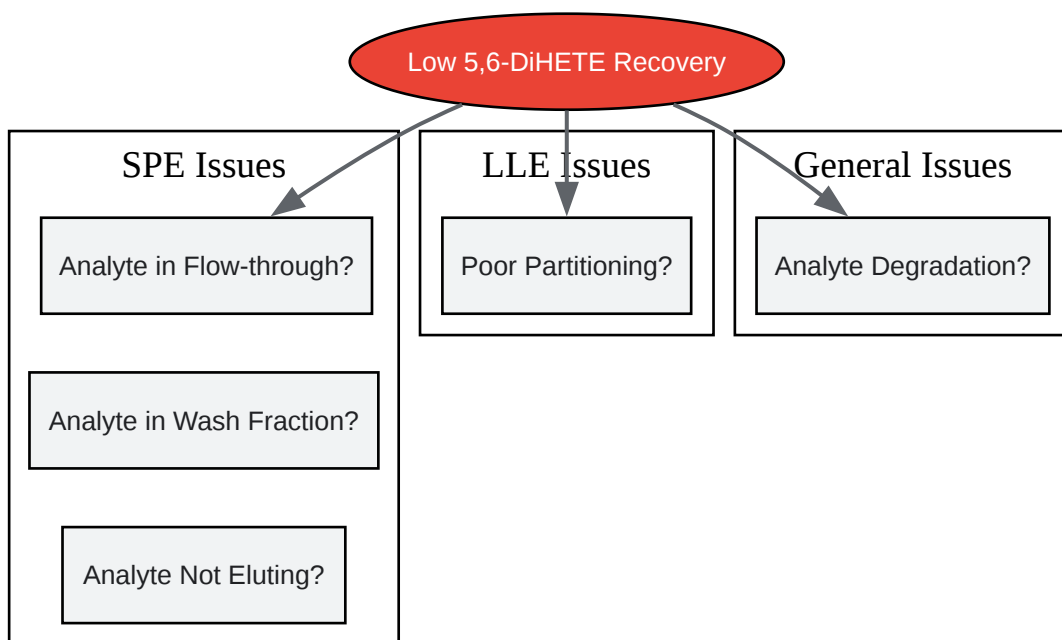 Low 5,6-DiHETE Recovery
SPE Issues
Analyte in Flow-through?
Analyte in Wash Fraction?
Analyte Not Eluting?
LLE Issues
Poor Partitioning?
General Issues
Analyte Degradation?